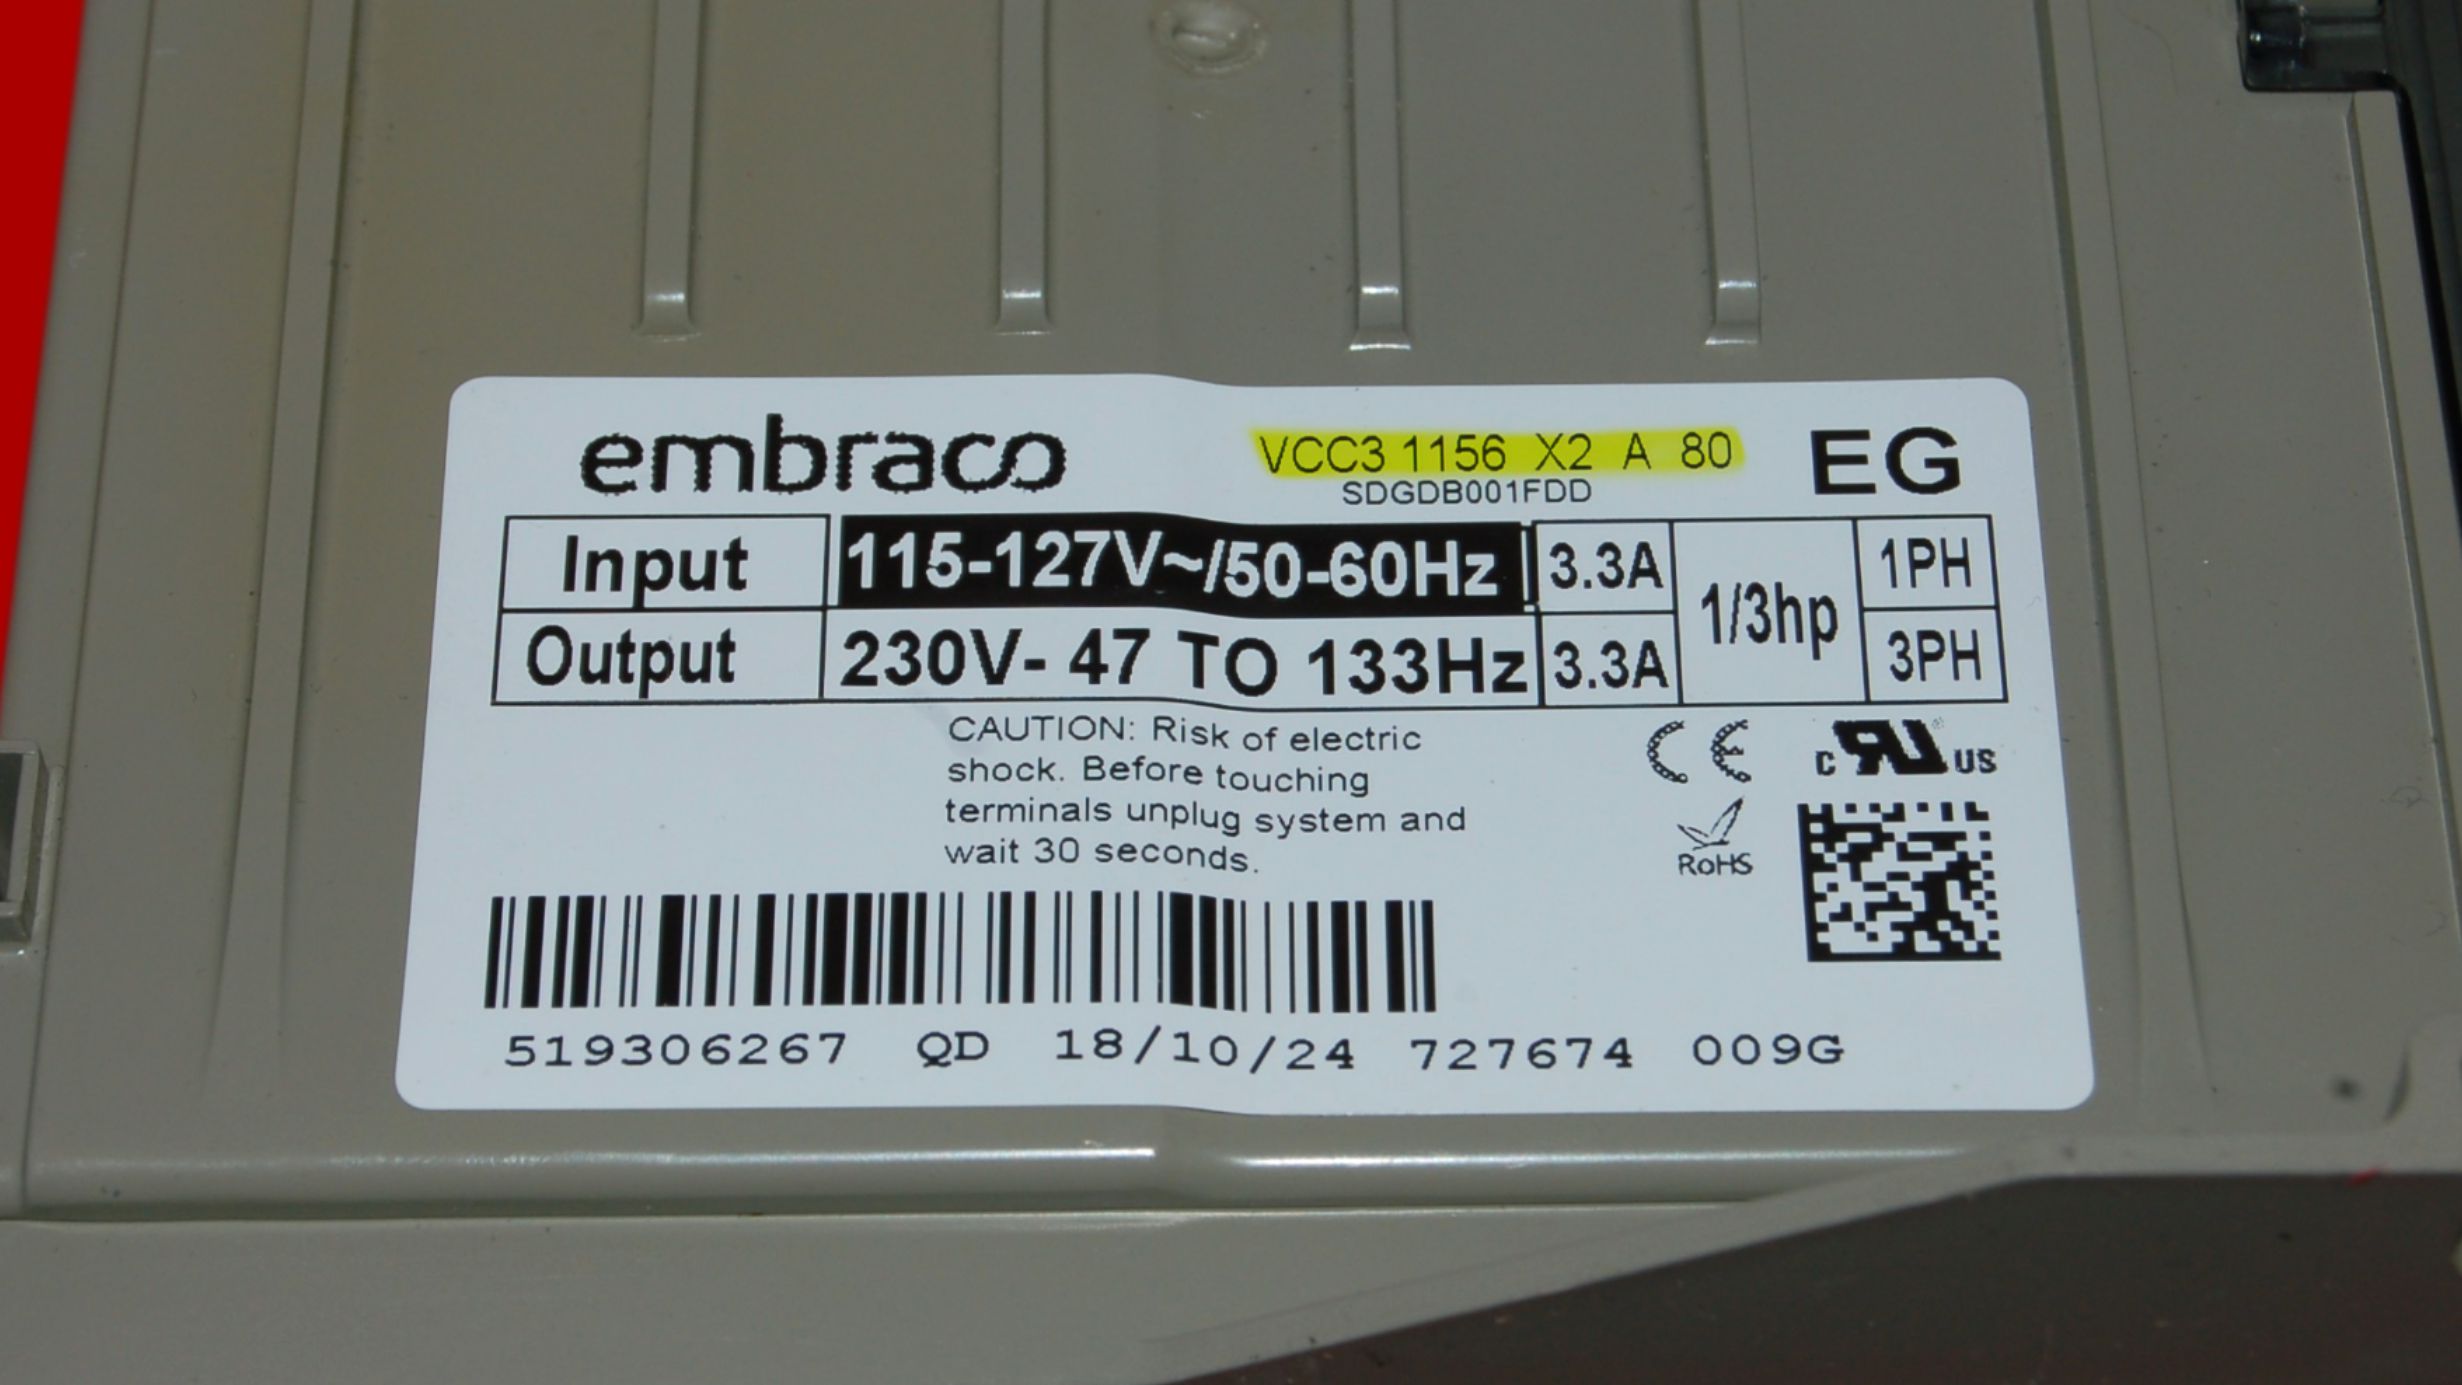 embraco VCC3 1156 X2 A 80 EG
SDGDB001FDD
Input 115-127V~/50-60Hz 3.3A 1/3hp 1PH
Output 230V- 47 TO 133Hz 3.3A 3PH
CAUTION: Risk of electric
shock. Before touching
terminals unplug system and
wait 30 seconds.
CE c RU US
RoHS
519306267 QD 18/10/24 727674 009G